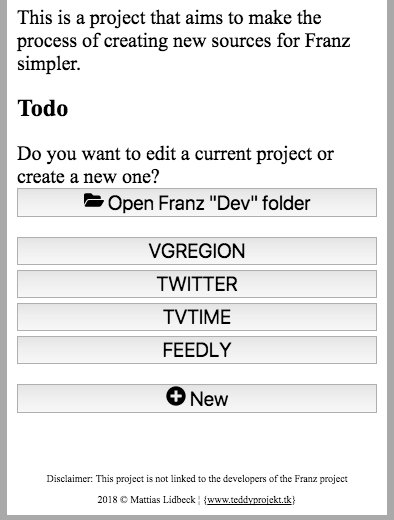 This is a project that aims to make the
process of creating new sources for Franz
simpler.
Todo
Do you want to edit a current project or
create a new one?
Open Franz "Dev" folder
VGREGION
TWITTER
TVTIME
FEEDLY
New
Disclaimer: This project is not linked to the developers of the Franz project
2018 © Mattias Lidbeck ¦ {www.teddyprojekt.tk}